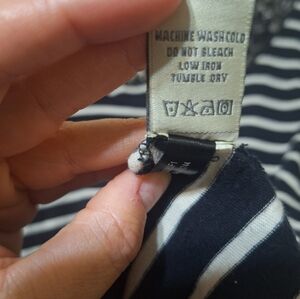 MACHINE WASH COLD
DO NOT BLEACH
LOW IRON
TUMBLE DRY